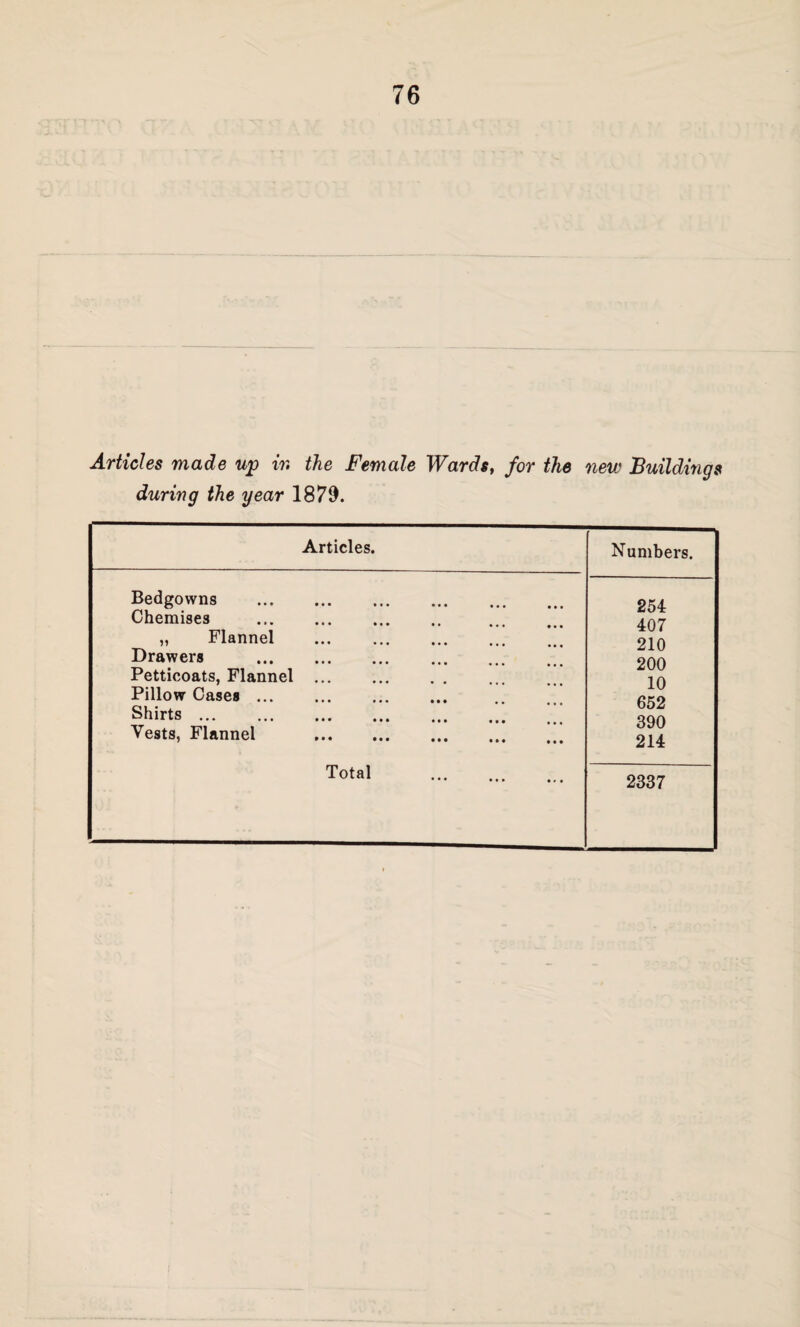 76
Articles made up in the Female Wards, for the new Buildings
during the year 1879.
Articles. Numbers.
Bedgowns ... ... ... ... ... ... 254
Chemises ... ... ... .. ... ... 407
„ Flannel ... ... ... ... ... 210
Drawers ... ... ... ... ... ... 200
Petticoats, Flannel ... ... . . ... ... 10
Pillow Cases ... ... ... ... .. ... 652
Shirts ... ... ... ... ... ... ... 390
Vests, Flannel ... ... ... ... ... 214
Total ... ... ... 2337